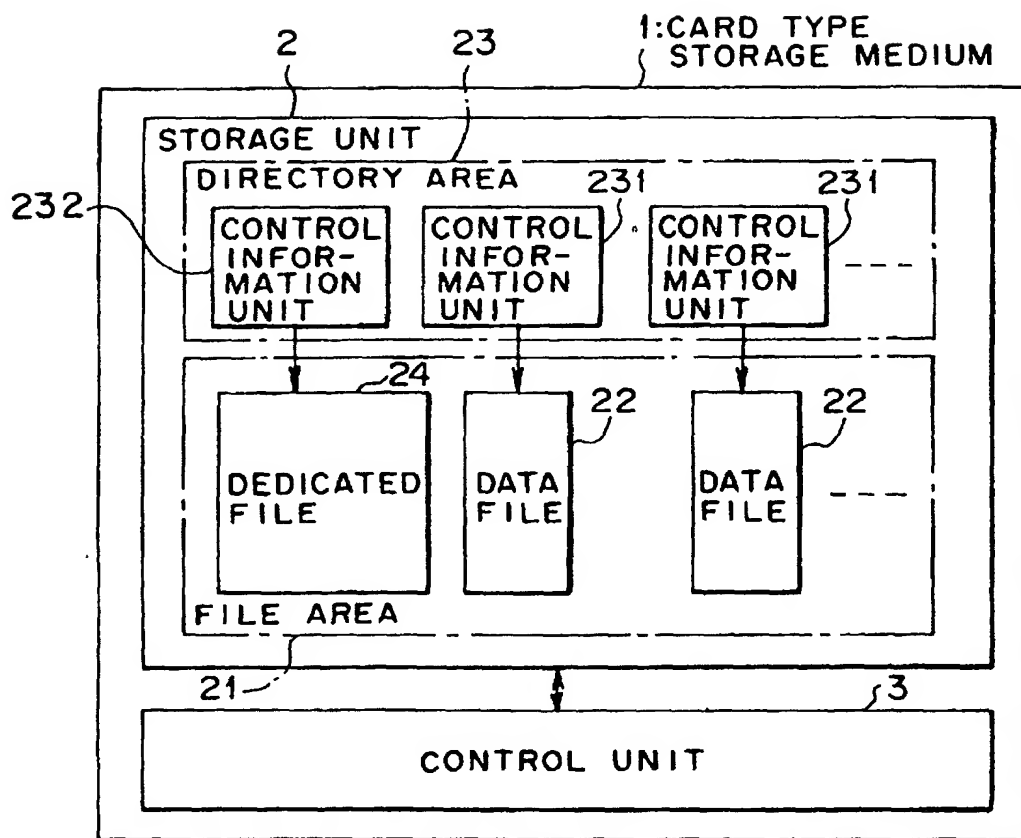 1:CARD TYPE
STORAGE MEDIUM
23
2
STORAGE UNIT
DIRECTORY AREA
231
231
232
CONTROL
INFOR-
MATION
UNIT
CONTROL
INFOR-
MATION
UNIT
CONTROL
INFOR-
MATION
UNIT
24
22
22
DEDICATED
FILE
DATA
FILE
DATA
FILE
FILE AREA
21
3
CONTROL UNIT